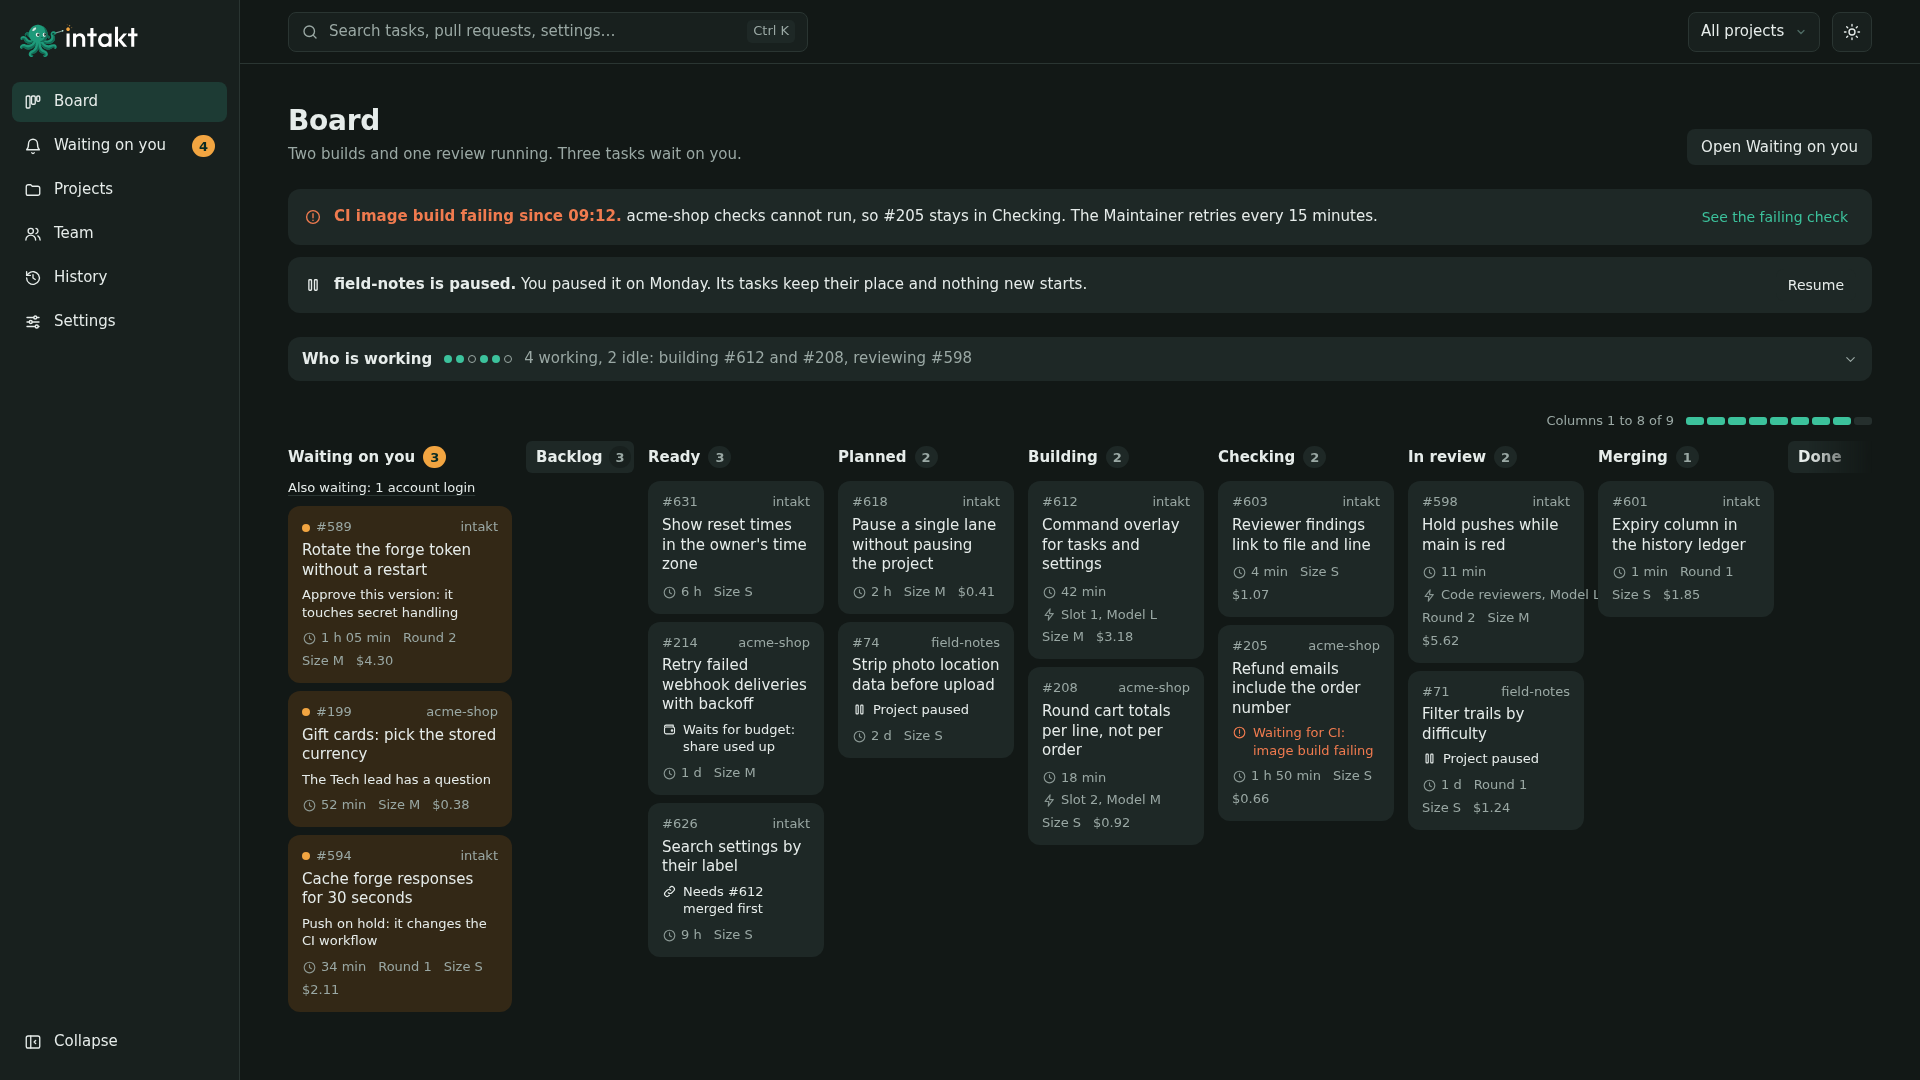 intakt
Search tasks, pull requests, settings...
Ctrl K
All projects
Board
Waiting on you
4
Projects
Team
History
Settings
Collapse
Board
Two builds and one review running. Three tasks wait on you.
Open Waiting on you
CI image build failing since 09:12. acme-shop checks cannot run, so #205 stays in Checking. The Maintainer retries every 15 minutes.
See the failing check
field-notes is paused. You paused it on Monday. Its tasks keep their place and nothing new starts.
Resume
Who is working
4 working, 2 idle: building #612 and #208, reviewing #598
Columns 1 to 8 of 9
Waiting on you 3
Also waiting: 1 account login
#589 intakt
Rotate the forge token
without a restart
Approve this version: it
touches secret handling
1 h 05 min Round 2
Size M $4.30
#199 acme-shop
Gift cards: pick the stored
currency
The Tech lead has a question
52 min Size M $0.38
#594 intakt
Cache forge responses
for 30 seconds
Push on hold: it changes the
CI workflow
34 min Round 1 Size S
$2.11
Backlog 3
Ready 3
#631 intakt
Show reset times
in the owner's time
zone
6 h Size S
#214 acme-shop
Retry failed
webhook deliveries
with backoff
Waits for budget:
share used up
1 d Size M
#626 intakt
Search settings by
their label
Needs #612
merged first
9 h Size S
Planned 2
#618 intakt
Pause a single lane
without pausing
the project
2 h Size M $0.41
#74 field-notes
Strip photo location
data before upload
Project paused
2 d Size S
Building 2
#612 intakt
Command overlay
for tasks and
settings
42 min
Slot 1, Model L
Size M $3.18
#208 acme-shop
Round cart totals
per line, not per
order
18 min
Slot 2, Model M
Size S $0.92
Checking 2
#603 intakt
Reviewer findings
link to file and line
4 min Size S
$1.07
#205 acme-shop
Refund emails
include the order
number
Waiting for CI:
image build failing
1 h 50 min Size S
$0.66
In review 2
#598 intakt
Hold pushes while
main is red
11 min
Code reviewers, Model L
Round 2 Size M
$5.62
#71 field-notes
Filter trails by
difficulty
Project paused
1 d Round 1
Size S $1.24
Merging 1
#601 intakt
Expiry column in
the history ledger
1 min Round 1
Size S $1.85
Done